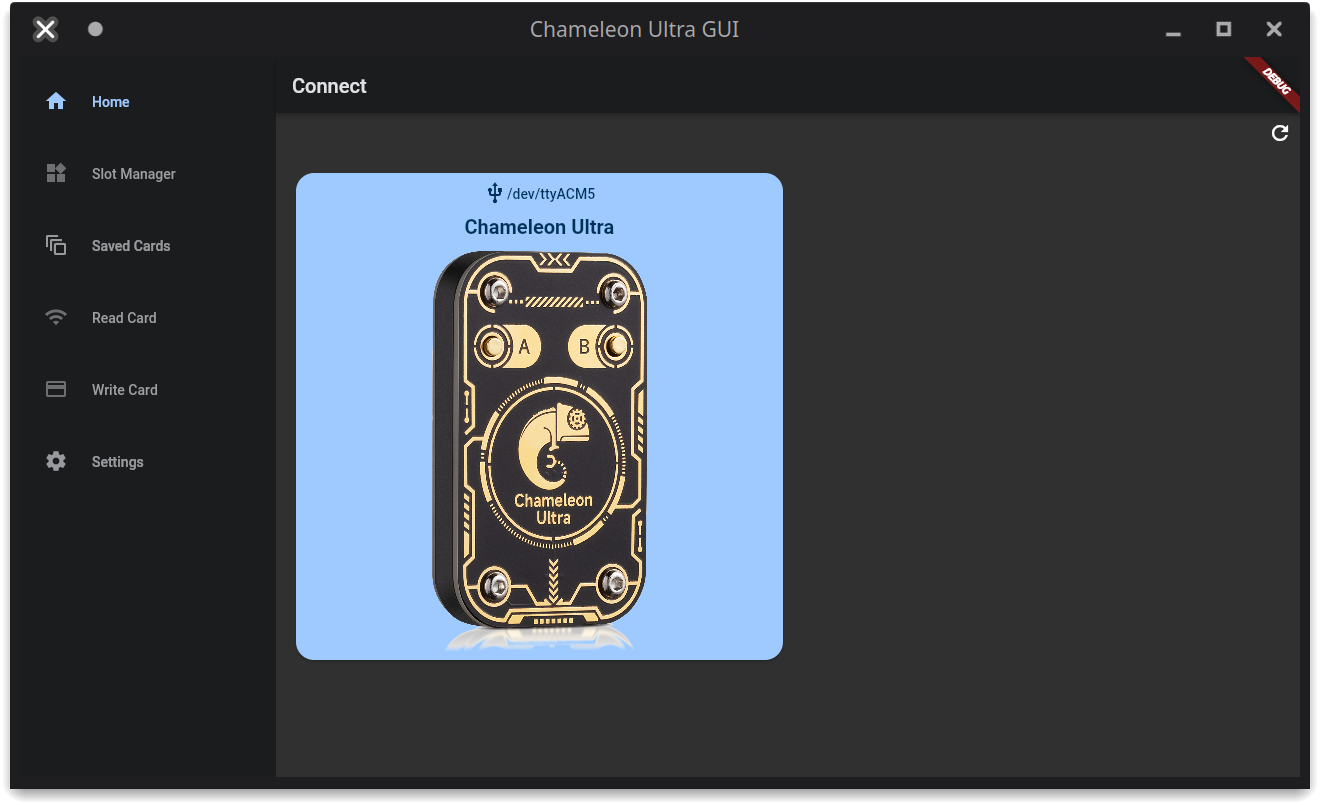 Chameleon Ultra GUI
Home
Slot Manager
Saved Cards
Read Card
Write Card
Settings
Connect
DEBUG
/dev/ttyACM5
Chameleon Ultra
A B
Chameleon
Ultra